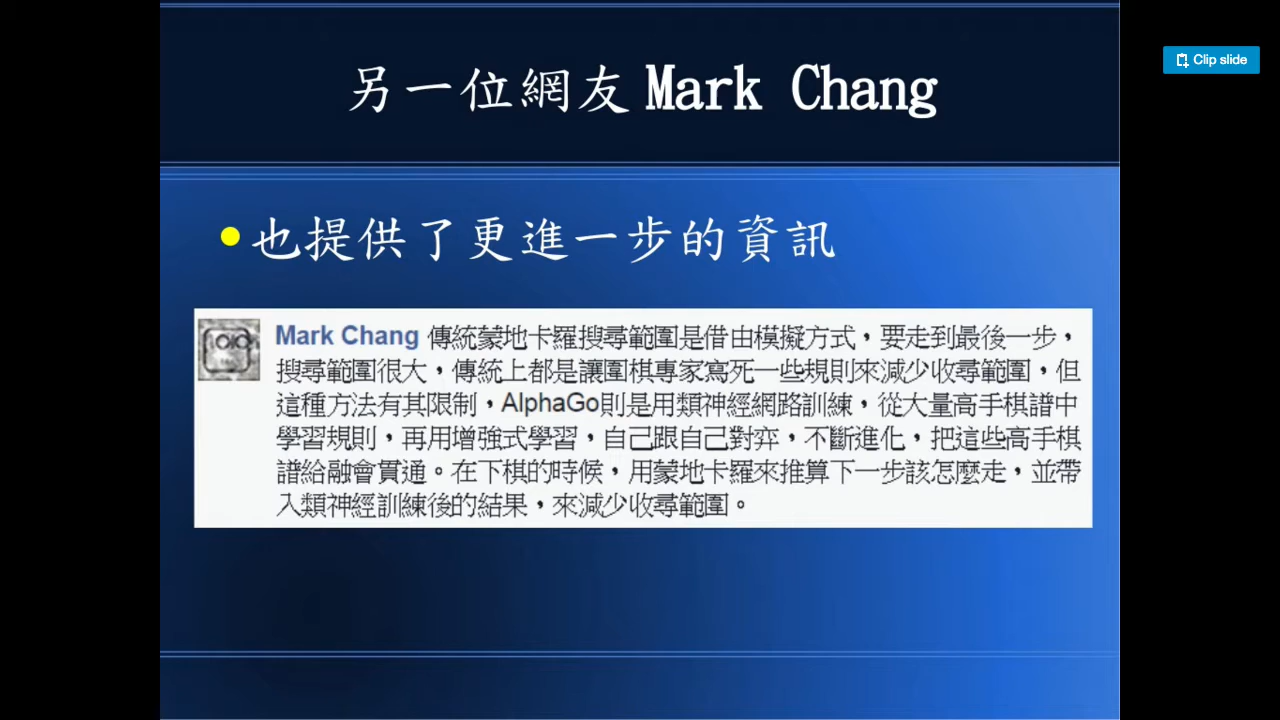 Clip slide
另一位網友 Mark Chang
也提供了更進一步的資訊
Mark Chang 傳統蒙地卡羅搜尋範圍是借由模擬方式，要走到最後一步，
搜尋範圍很大，傳統上都是讓圍棋專家寫死一些規則來減少收尋範圍，但
這種方法有其限制，AlphaGo則是用類神經網路訓練，從大量高手棋譜中
學習規則，再用增強式學習，自己跟自己對弈，不斷進化，把這些高手棋
譜給融會貫通。在下棋的時候，用蒙地卡羅來推算下一步該怎麼走，並帶
入類神經訓練後的結果，來減少收尋範圍。